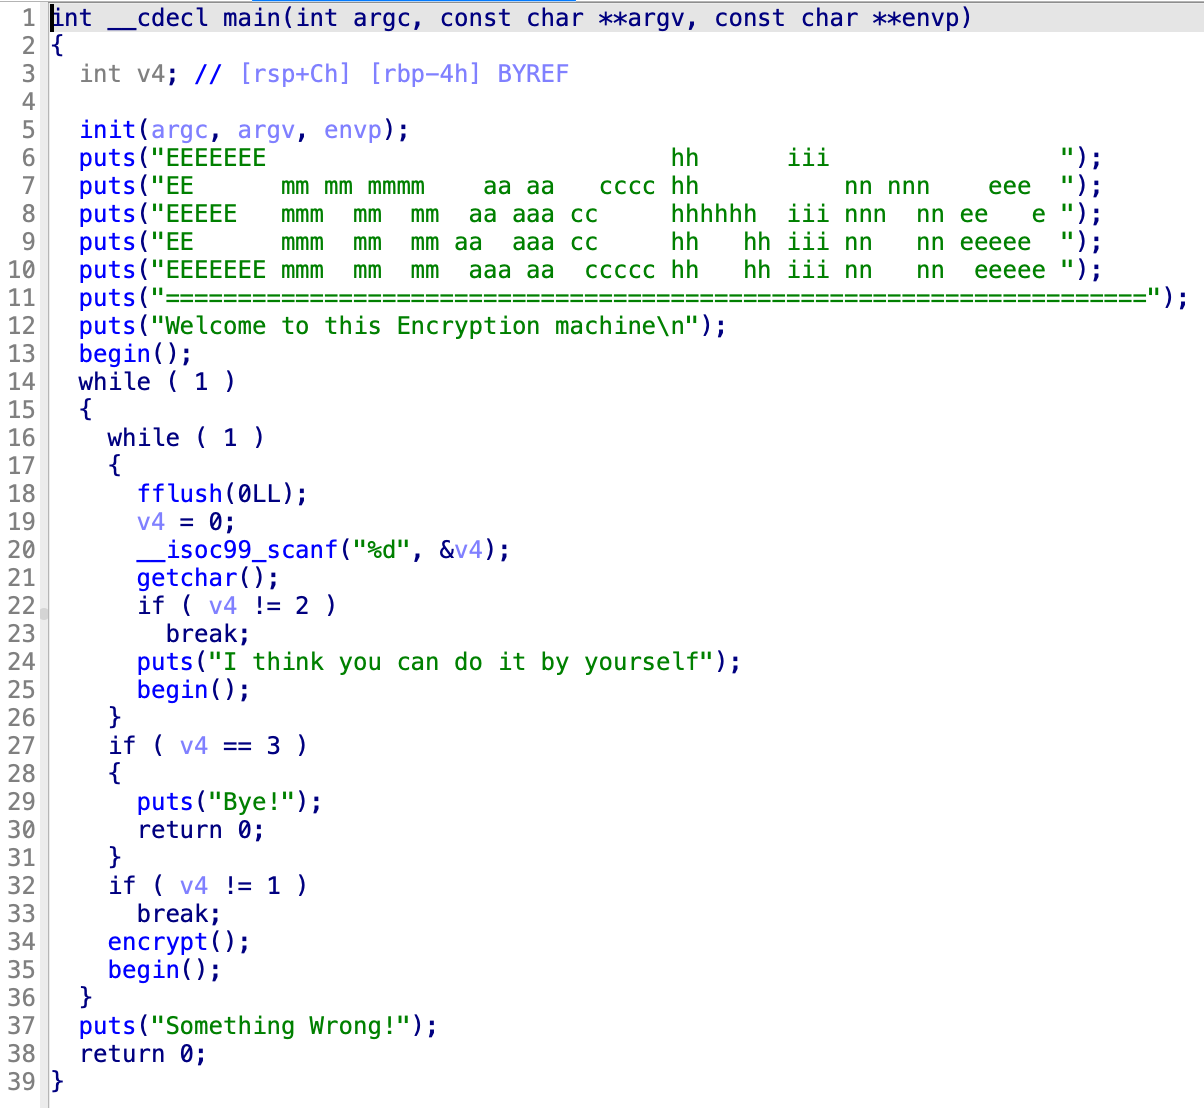 1 int __cdecl main(int argc, const char **argv, const char **envp)
2 {
3   int v4; // [rsp+Ch] [rbp-4h] BYREF
4
5   init(argc, argv, envp);
6   puts("EEEEEEE                            hh      iii                ");
7   puts("EE      mm mm mmmm    aa aa   cccc hh          nn nnn    eee  ");
8   puts("EEEEE   mmm  mm  mm  aa aaa cc     hhhhhh  iii nnn  nn ee   e ");
9   puts("EE      mmm  mm  mm aa  aaa cc     hh   hh iii nn   nn eeeee  ");
10   puts("EEEEEEE mmm  mm  mm  aaa aa  ccccc hh   hh iii nn   nn  eeeee ");
11   puts("====================================================================");
12   puts("Welcome to this Encryption machine\n");
13   begin();
14   while ( 1 )
15   {
16     while ( 1 )
17     {
18       fflush(0LL);
19       v4 = 0;
20       __isoc99_scanf("%d", &v4);
21       getchar();
22       if ( v4 != 2 )
23         break;
24       puts("I think you can do it by yourself");
25       begin();
26     }
27     if ( v4 == 3 )
28     {
29       puts("Bye!");
30       return 0;
31     }
32     if ( v4 != 1 )
33       break;
34     encrypt();
35     begin();
36   }
37   puts("Something Wrong!");
38   return 0;
39 }